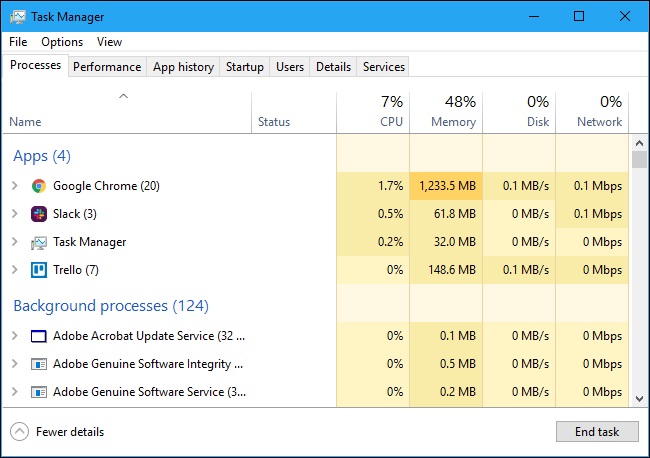 Task Manager
File Options View
Processes Performance App history Startup Users Details Services
7% 48% 0% 0%
Name Status CPU Memory Disk Network
Apps (4)
Google Chrome (20) 1.7% 1,233.5 MB 0.1 MB/s 0.1 Mbps
Slack (3) 0.5% 61.8 MB 0 MB/s 0.1 Mbps
Task Manager 0.2% 32.0 MB 0 MB/s 0 Mbps
Trello (7) 0% 148.6 MB 0.1 MB/s 0 Mbps
Background processes (124)
Adobe Acrobat Update Service (32 ... 0% 0.1 MB 0 MB/s 0 Mbps
Adobe Genuine Software Integrity ... 0% 0.5 MB 0 MB/s 0 Mbps
Adobe Genuine Software Service (3... 0% 0.2 MB 0 MB/s 0 Mbps
Fewer details End task